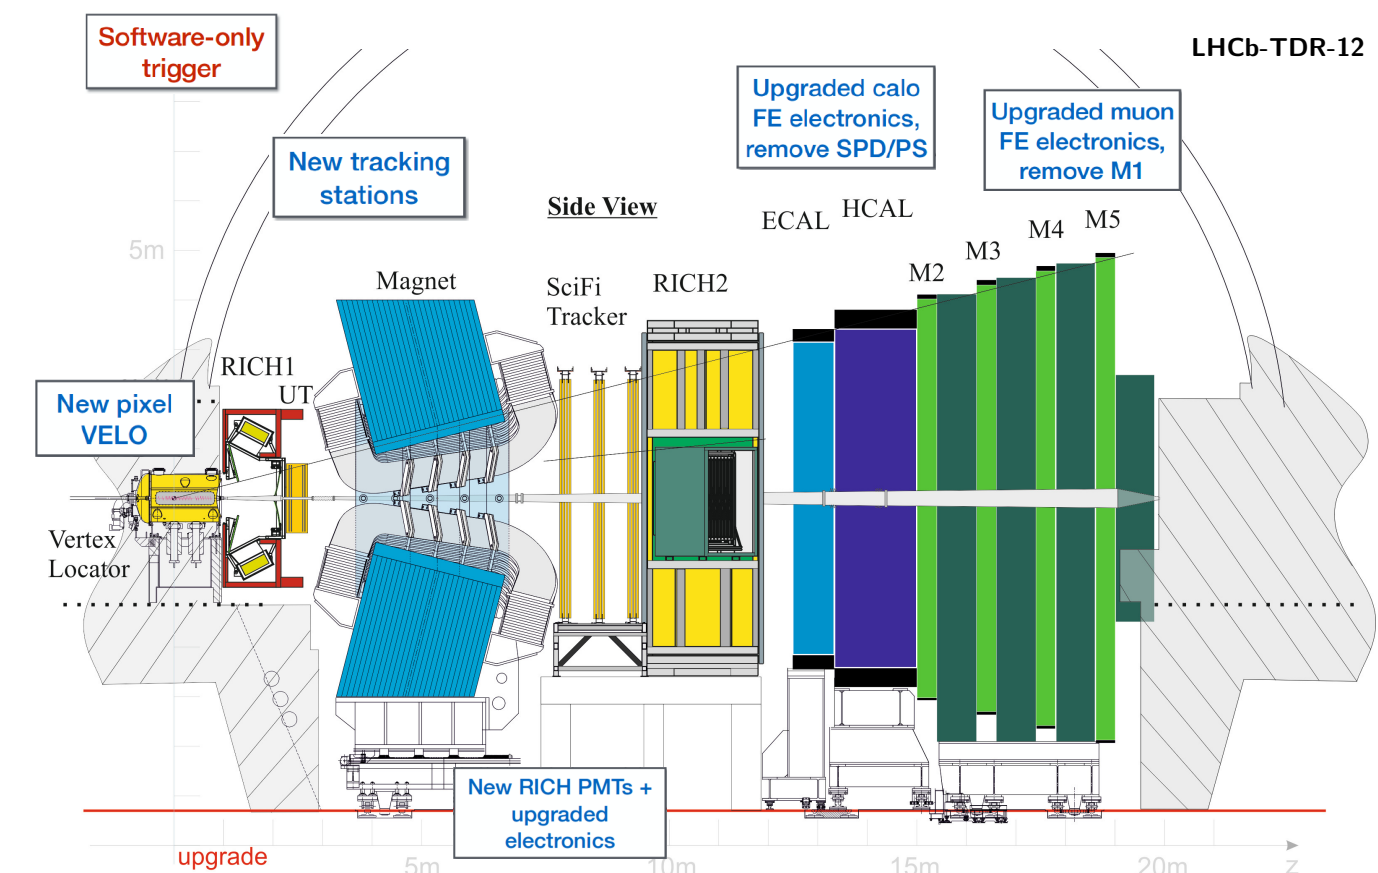 Software-only
trigger
LHCb-TDR-12
Upgraded calo
FE electronics,
remove SPD/PS
Upgraded muon
FE electronics,
remove M1
New tracking
stations
Side View
ECAL
HCAL
M2
M3
M4
M5
5m
Magnet
SciFi
Tracker
RICH2
RICH1
UT
New pixel
VELO
Vertex
Locator
New RICH PMTs +
upgraded
electronics
upgrade
5m
10m
15m
20m
z